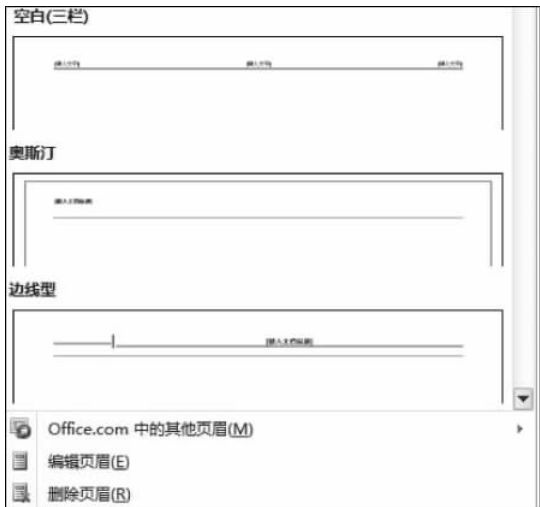 空白(三栏)
奥斯汀
边线型
Office.com 中的其他页眉(M)
编辑页眉(E)
删除页眉(R)